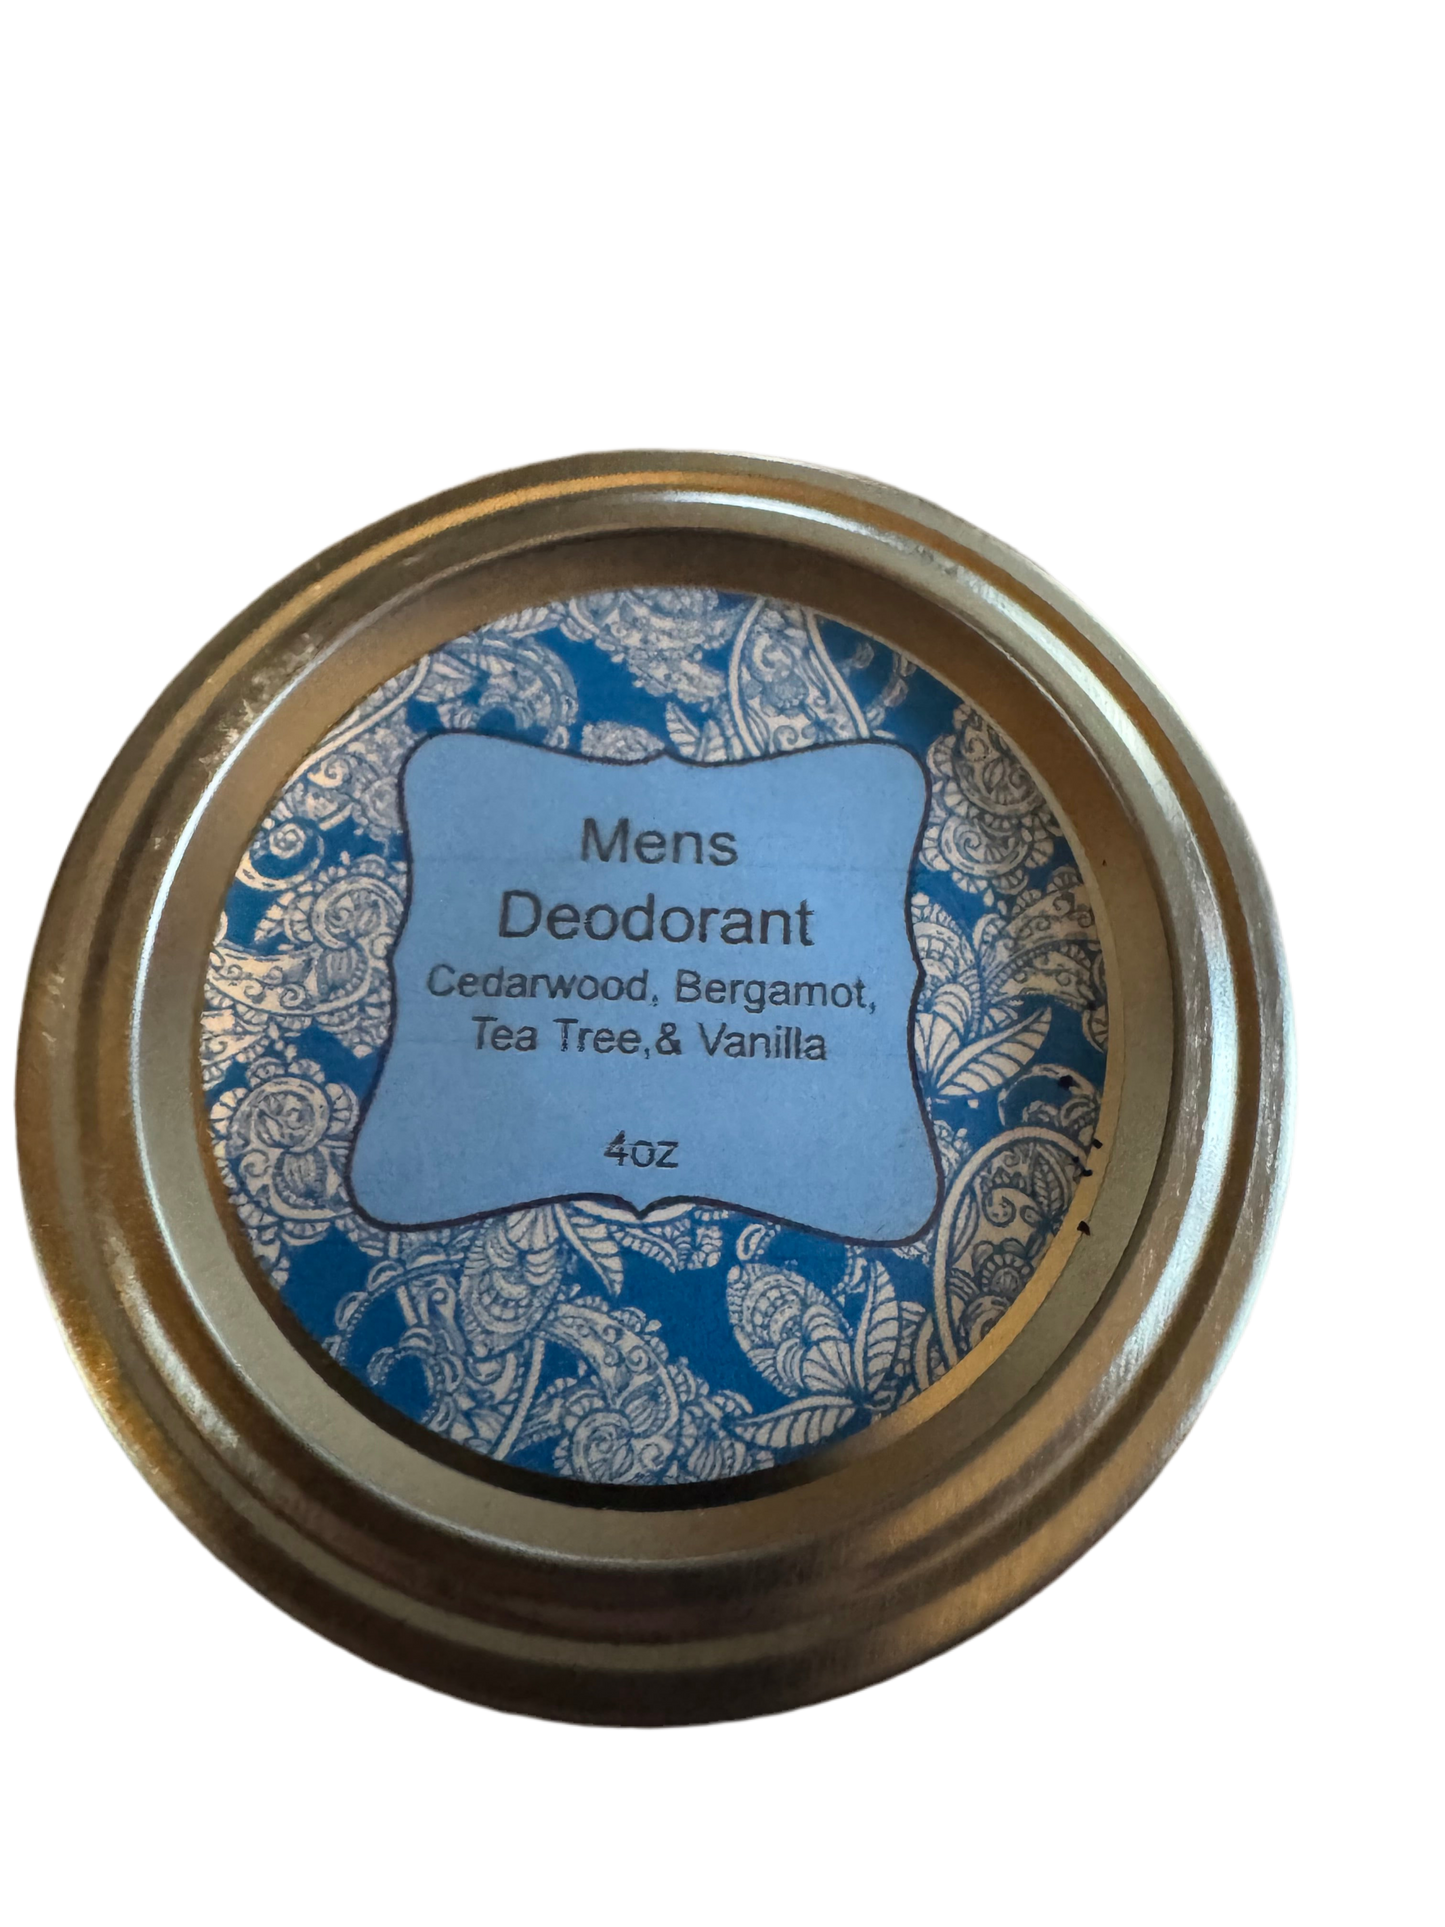 Mens
Deodorant
Cedarwood, Bergamot,
Tea Tree,& Vanilla
4oz